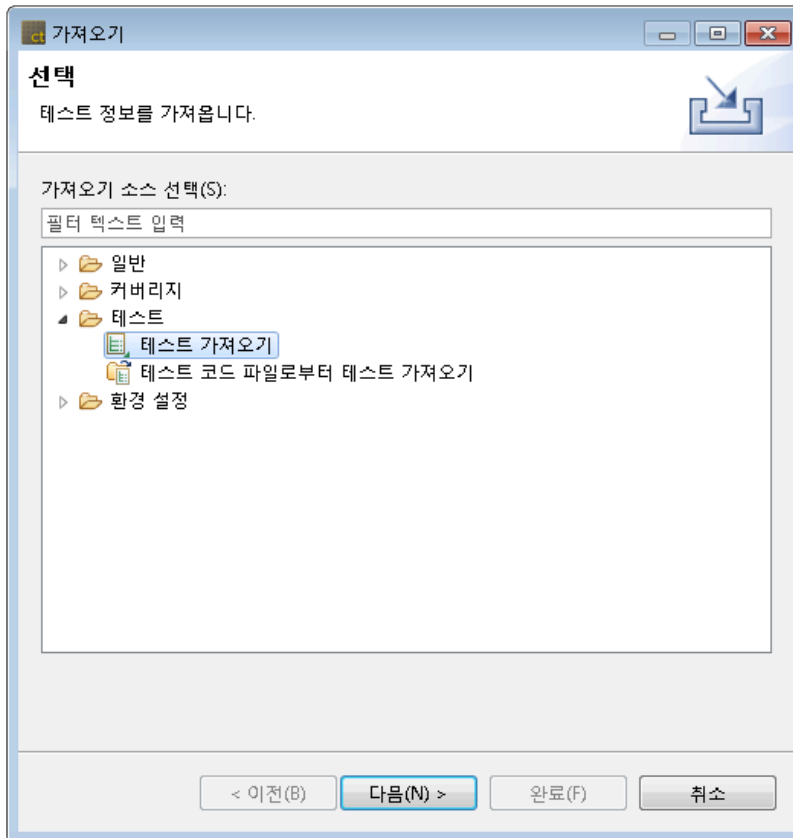 ct 가져오기
선택
테스트 정보를 가져옵니다.
가져오기 소스 선택(S):
필터 텍스트 입력
일반
커버리지
테스트
테스트 가져오기
테스트 코드 파일로부터 테스트 가져오기
환경 설정
< 이전(B) 다음(N) > 완료(F) 취소